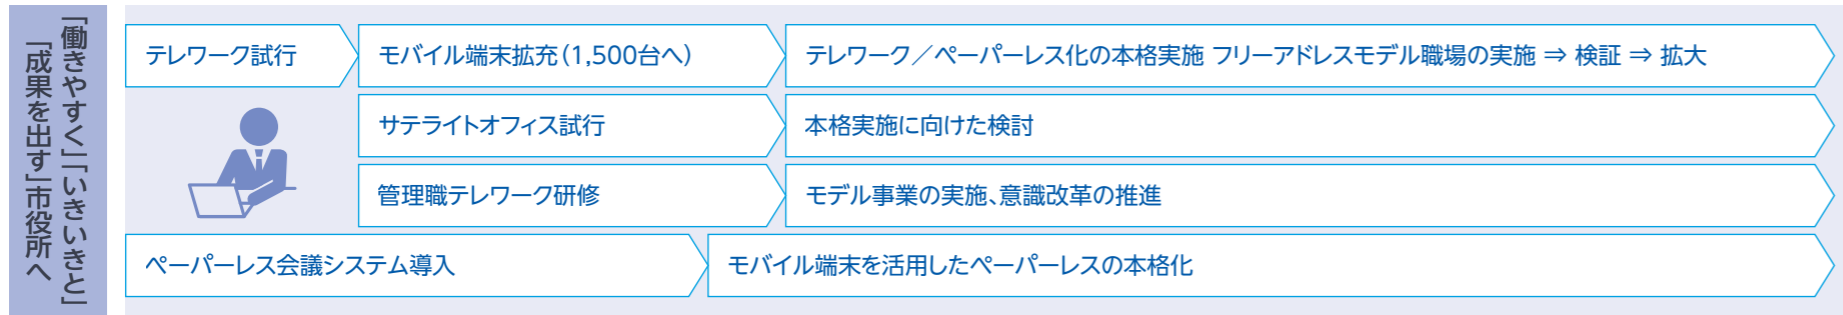 「働きやすく」「いきいきと」
「成果を出す」市役所へ
テレワーク試行
モバイル端末拡充（1,500台へ）
テレワーク／ペーパーレス化の本格実施 フリーアドレスモデル職場の実施 ⇒ 検証 ⇒ 拡大
サテライトオフィス試行
本格実施に向けた検討
管理職テレワーク研修
モデル事業の実施、意識改革の推進
ペーパーレス会議システム導入
モバイル端末を活用したペーパーレスの本格化